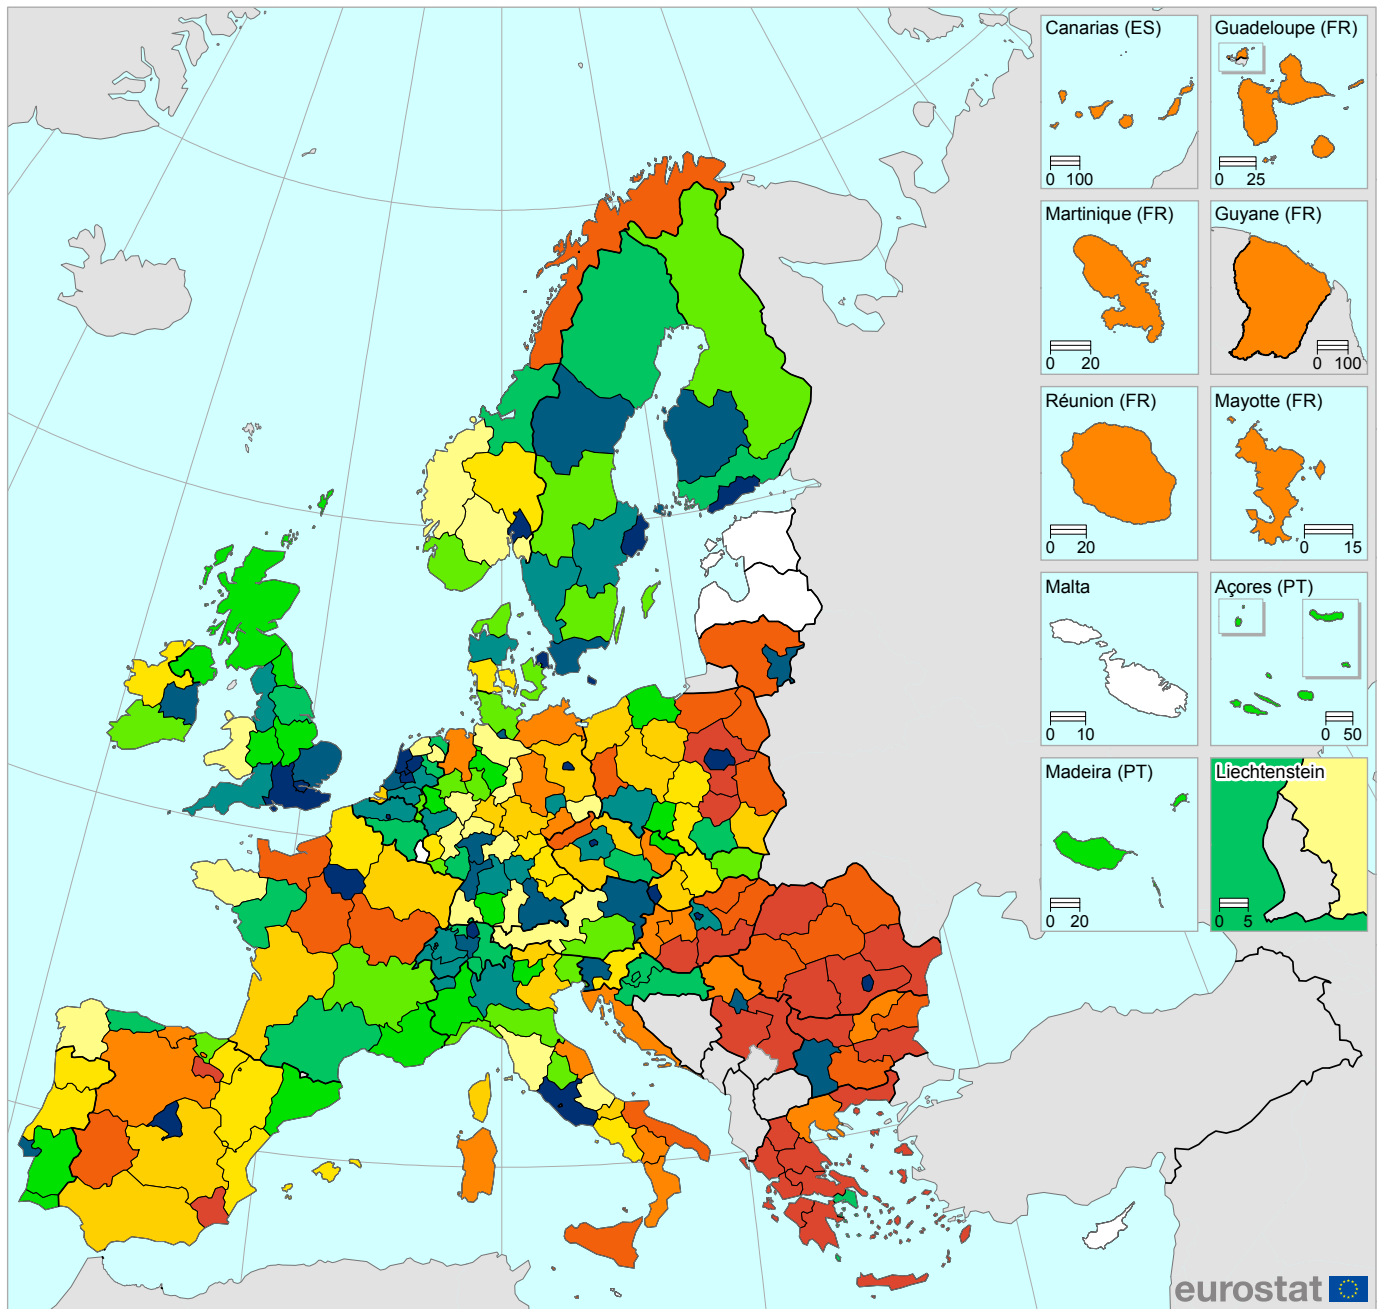 Canarias (ES)
0 100
Guadeloupe (FR)
0 25
Martinique (FR)
0 20
Guyane (FR)
0 100
Réunion (FR)
0 20
Mayotte (FR)
0 15
Malta
0 10
Açores (PT)
0 50
Madeira (PT)
0 20
Liechtenstein
0 5
eurostat